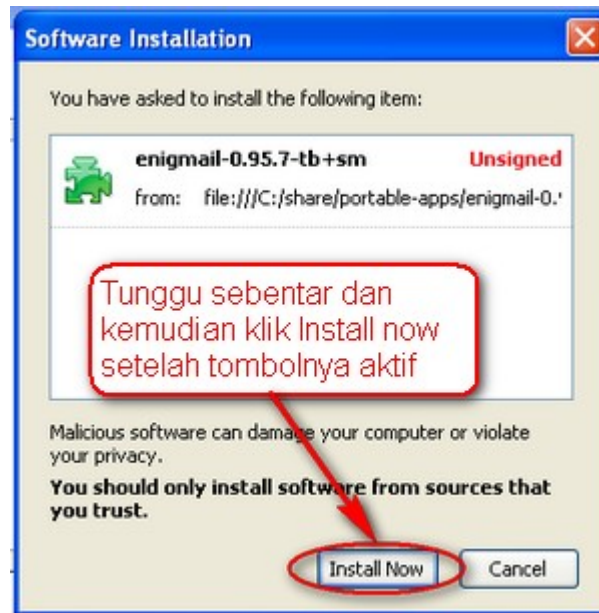 Software Installation
You have asked to install the following item:
enigmail-0.95.7-tb+sm Unsigned
from: file:///C:/share/portable-apps/enigmail-0.
Tunggu sebentar dan
kemudian klik Install now
setelah tombolnya aktif
Malicious software can damage your computer or violate
your privacy.
You should only install software from sources that
you trust.
Install Now Cancel